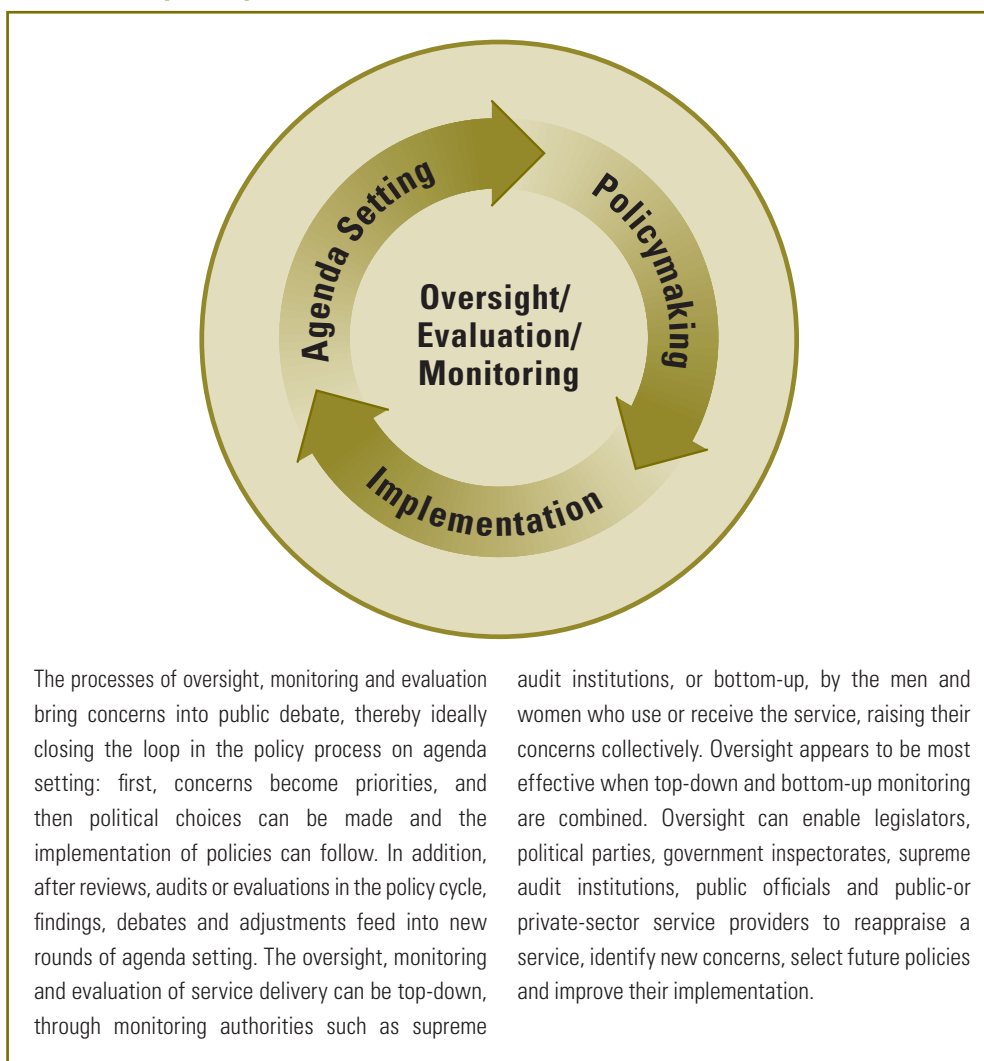 Agenda Setting
Policymaking
Implementation
Oversight/
Evaluation/
Monitoring
The processes of oversight, monitoring and evaluation
bring concerns into public debate, thereby ideally
closing the loop in the policy process on agenda
setting: first, concerns become priorities, and
then political choices can be made and the
implementation of policies can follow. In addition,
after reviews, audits or evaluations in the policy cycle,
findings, debates and adjustments feed into new
rounds of agenda setting. The oversight, monitoring
and evaluation of service delivery can be top-down,
through monitoring authorities such as supreme
audit institutions, or bottom-up, by the men and
women who use or receive the service, raising their
concerns collectively. Oversight appears to be most
effective when top-down and bottom-up monitoring
are combined. Oversight can enable legislators,
political parties, government inspectorates, supreme
audit institutions, public officials and public-or
private-sector service providers to reappraise a
service, identify new concerns, select future policies
and improve their implementation.